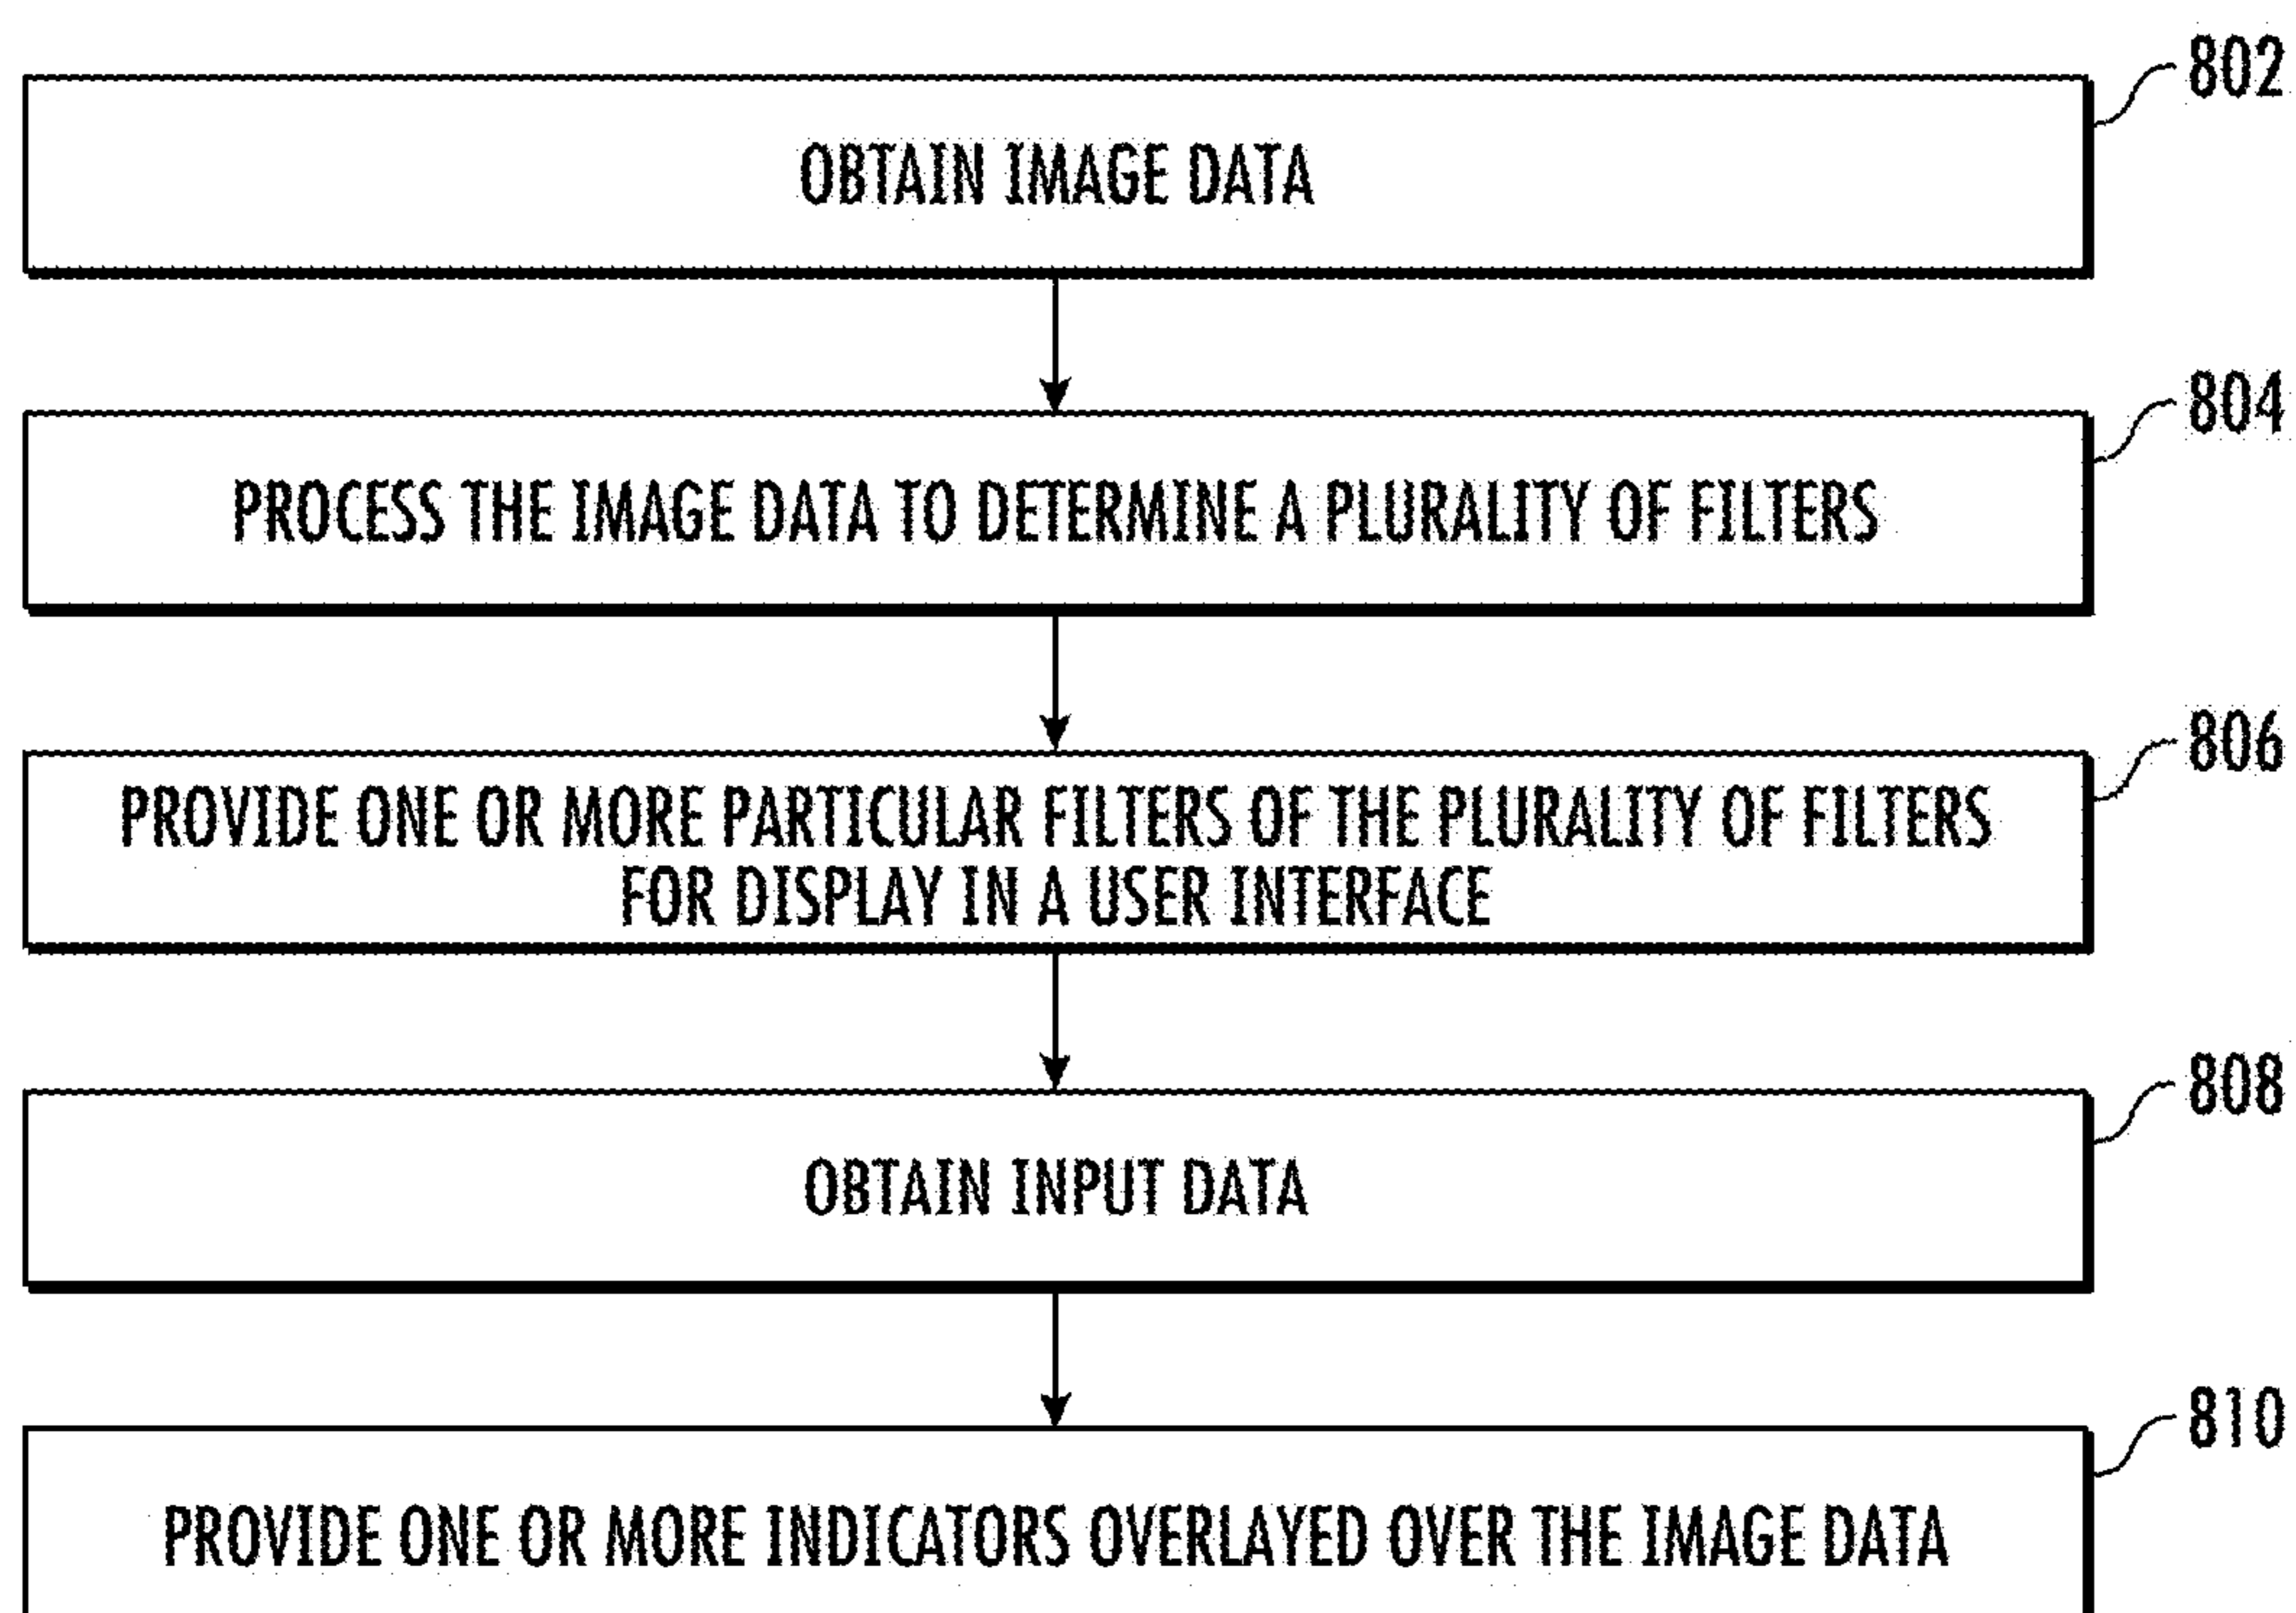 802
OBTAIN IMAGE DATA
804
PROCESS THE IMAGE DATA TO DETERMINE A PLURALITY OF FILTERS
806
PROVIDE ONE OR MORE PARTICULAR FILTERS OF THE PLURALITY OF FILTERS
FOR DISPLAY IN A USER INTERFACE
808
OBTAIN INPUT DATA
810
PROVIDE ONE OR MORE INDICATORS OVERLAYED OVER THE IMAGE DATA